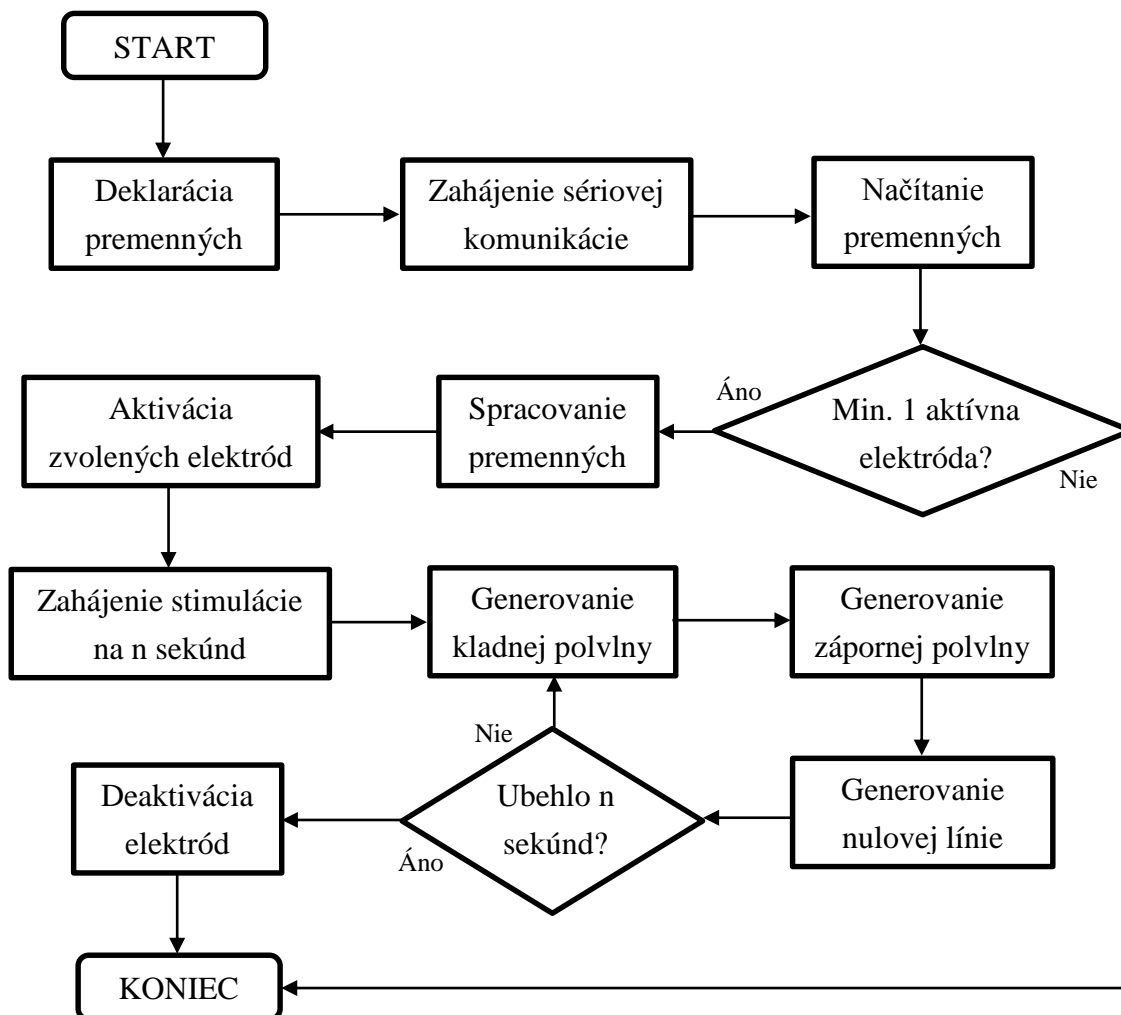 START
Deklarácia
premenných
Zahájenie sériovej
komunikácie
Načítanie
premenných
Min. 1 aktívna
elektróda?
Áno
Nie
Spracovanie
premenných
Aktivácia
zvolených elektród
Zahájenie stimulácie
na n sekúnd
Generovanie
kladnej polvlny
Generovanie
zápornej polvlny
Generovanie
nulovej línie
Ubehlo n
sekúnd?
Nie
Áno
Deaktivácia
elektród
KONIEC